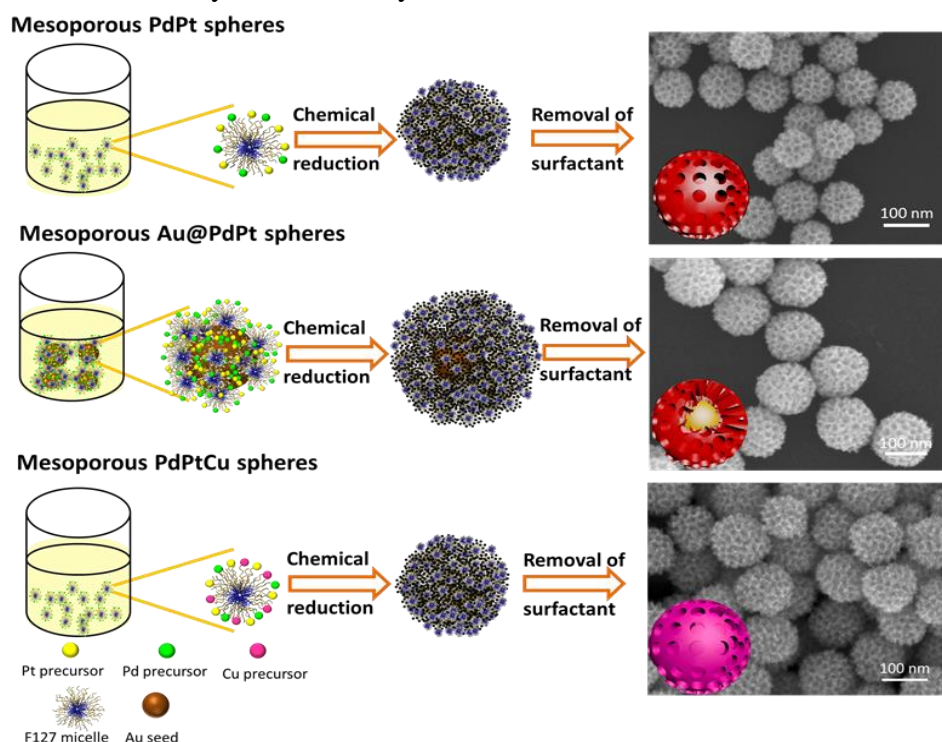 Mesoporous PdPt spheres
Chemical
reduction
Removal of
surfactant
100 nm
Mesoporous Au@PdPt spheres
Chemical
reduction
Removal of
surfactant
100 nm
Mesoporous PdPtCu spheres
Chemical
reduction
Removal of
surfactant
100 nm
Pt precursor
Pd precursor
Cu precursor
F127 micelle
Au seed